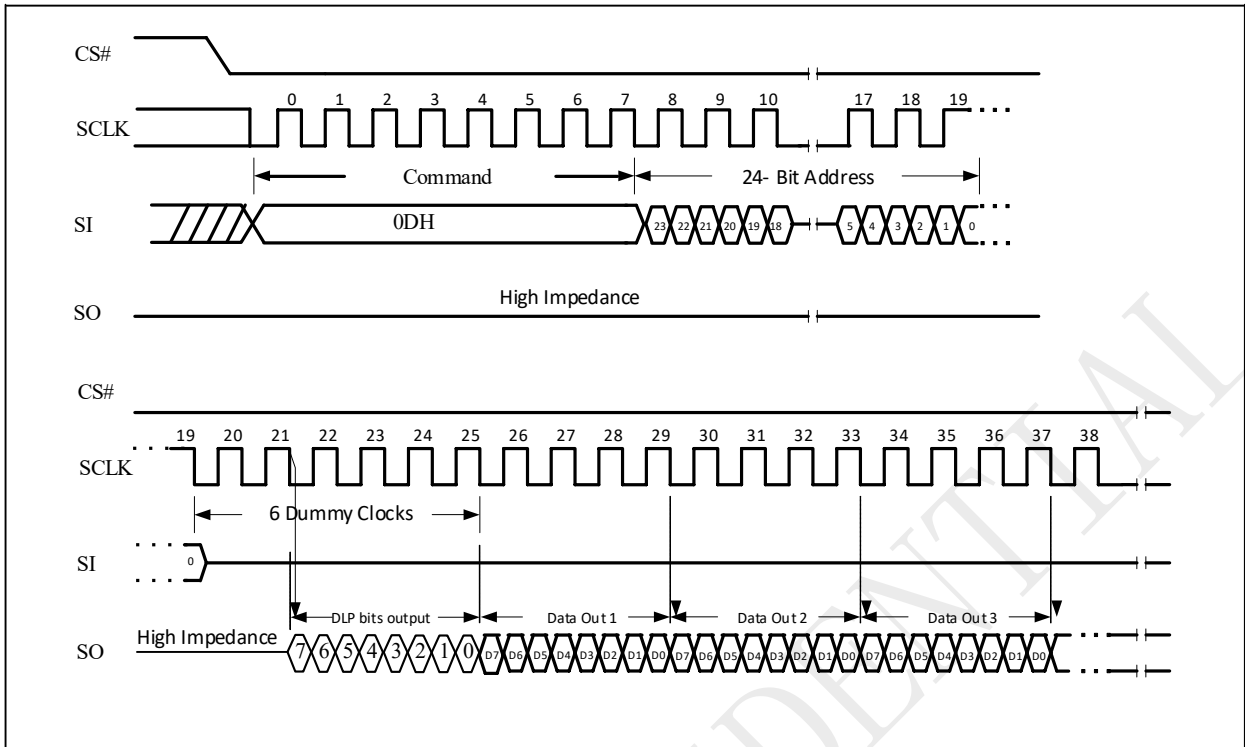 CS#
0 1 2 3 4 5 6 7 8 9 10 17 18 19
SCLK
Command 24- Bit Address
SI 0DH 23 22 21 20 19 18 5 4 3 2 1 0
High Impedance
SO
CS#
19 20 21 22 23 24 25 26 27 28 29 30 31 32 33 34 35 36 37 38
SCLK
6 Dummy Clocks
SI 0
DLP bits output Data Out 1 Data Out 2 Data Out 3
High Impedance
SO 7 6 5 4 3 2 1 0 D7 D6 D5 D4 D3 D2 D1 D0 D7 D6 D5 D4 D3 D2 D1 D0 D7 D6 D5 D4 D3 D2 D1 D0
DENTIAL